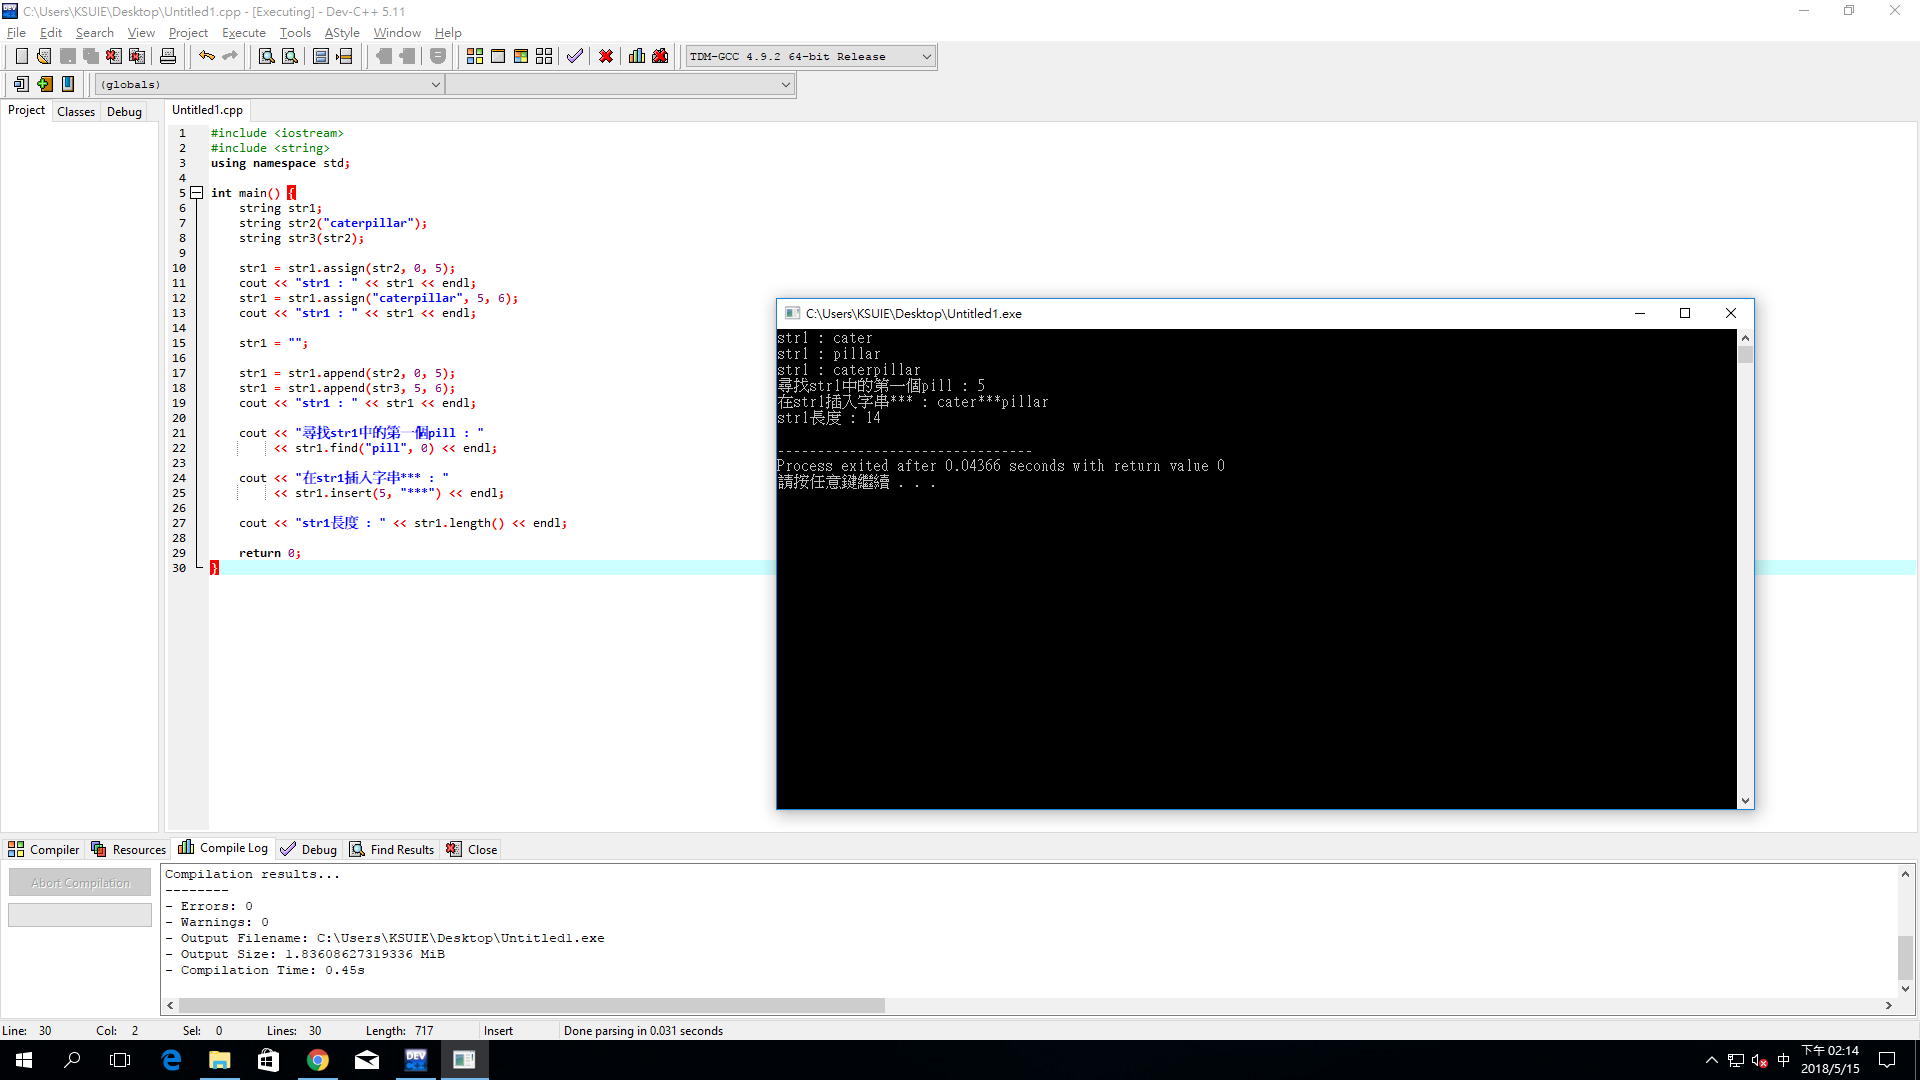 C:\Users\KSUIE\Desktop\Untitled1.cpp - [Executing] - Dev-C++ 5.11
File Edit Search View Project Execute Tools AStyle Window Help
TDM-GCC 4.9.2 64-bit Release
(globals)
Project Classes Debug
Untitled1.cpp
1 #include <iostream>
2 #include <string>
3 using namespace std;
4
5 int main() {
6 string str1;
7 string str2("caterpillar");
8 string str3(str2);
9
10 str1 = str1.assign(str2, 0, 5);
11 cout << "str1 : " << str1 << endl;
12 str1 = str1.assign("caterpillar", 5, 6);
13 cout << "str1 : " << str1 << endl;
14
15 str1 = "";
16
17 str1 = str1.append(str2, 0, 5);
18 str1 = str1.append(str3, 5, 6);
19 cout << "str1 : " << str1 << endl;
20
21 cout << "尋找str1中的第一個pill : "
22 << str1.find("pill", 0) << endl;
23
24 cout << "在str1插入字串*** : "
25 << str1.insert(5, "***") << endl;
26
27 cout << "str1長度 : " << str1.length() << endl;
28
29 return 0;
30 }
C:\Users\KSUIE\Desktop\Untitled1.exe
str1 : cater
str1 : pillar
str1 : caterpillar
尋找str1中的第一個pill : 5
在str1插入字串*** : cater***pillar
str1長度 : 14
--------------------------------
Process exited after 0.04366 seconds with return value 0
請按任意鍵繼續 . . .
Compiler Resources Compile Log Debug Find Results Close
Abort Compilation
Compilation results...
--------
- Errors: 0
- Warnings: 0
- Output Filename: C:\Users\KSUIE\Desktop\Untitled1.exe
- Output Size: 1.83608627319336 MiB
- Compilation Time: 0.45s
Line: 30 Col: 2 Sel: 0 Lines: 30 Length: 717 Insert Done parsing in 0.031 seconds
DEV C++
中
下午 02:14
2018/5/15